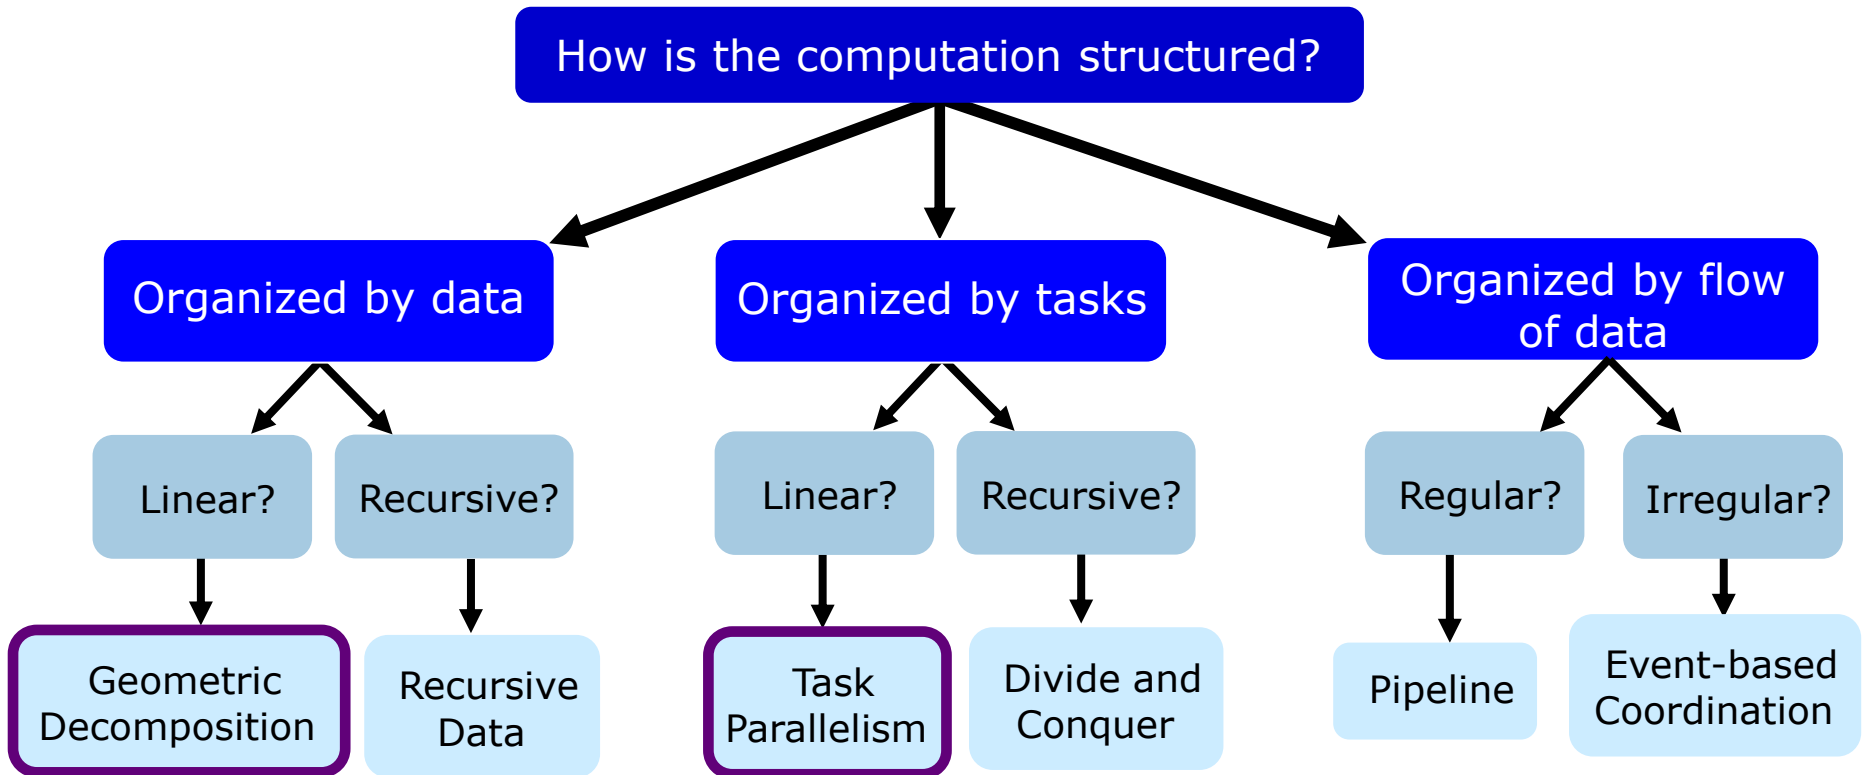 How is the computation structured?
Organized by data
Organized by tasks
Organized by flow
of data
Linear?
Recursive?
Linear?
Recursive?
Regular?
Irregular?
Geometric
Decomposition
Recursive
Data
Task
Parallelism
Divide and
Conquer
Pipeline
Event-based
Coordination